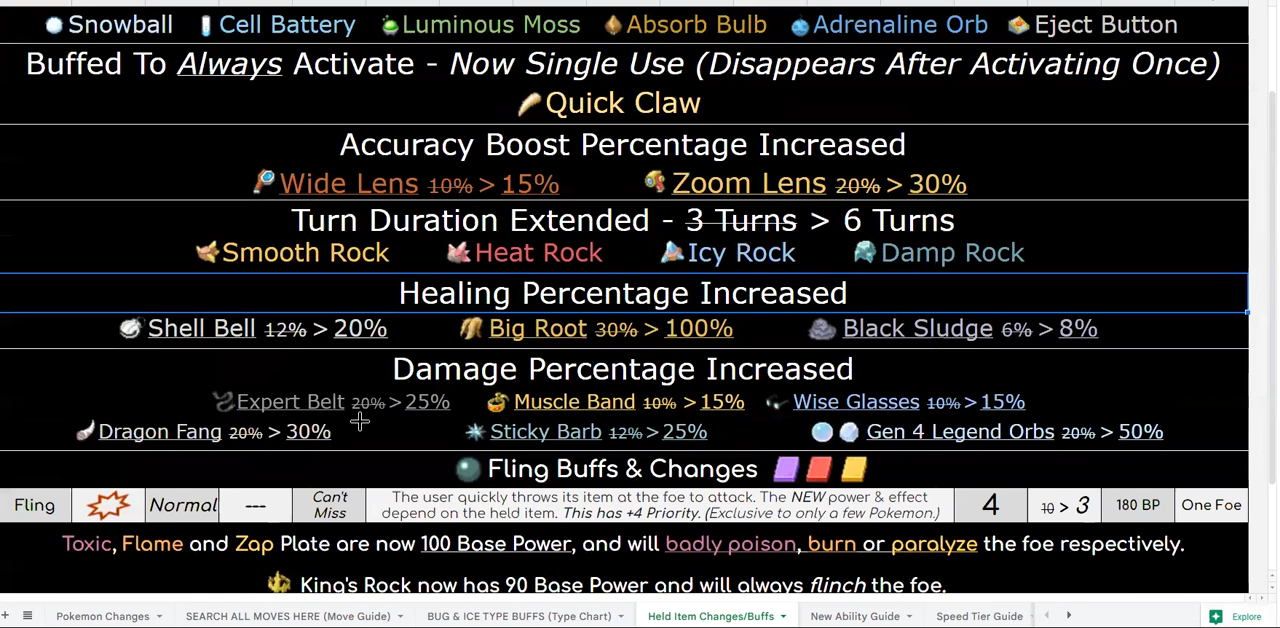 Snowball Cell Battery Luminous Moss Absorb Bulb Adrenaline Orb Eject Button
Buffed To Always Activate - Now Single Use (Disappears After Activating Once)
Quick Claw
Accuracy Boost Percentage Increased
Wide Lens 10% > 15% Zoom Lens 20% > 30%
Turn Duration Extended - 3 Turns > 6 Turns
Smooth Rock Heat Rock Icy Rock Damp Rock
Healing Percentage Increased
Shell Bell 12% > 20% Big Root 30% > 100% Black Sludge 6% > 8%
Damage Percentage Increased
Expert Belt 20% > 25% Muscle Band 10% > 15% Wise Glasses 10% > 15%
Dragon Fang 20% > 30% Sticky Barb 12% > 25% Gen 4 Legend Orbs 20% > 50%
Fling Buffs & Changes
Fling Normal --- Can't Miss The user quickly throws its item at the foe to attack. The NEW power & effect depend on the held item. This has +4 Priority. (Exclusive to only a few Pokemon.) 4 10 > 3 180 BP One Foe
Toxic, Flame and Zap Plate are now 100 Base Power, and will badly poison, burn or paralyze the foe respectively.
King's Rock now has 90 Base Power and will always flinch the foe.
+ Pokemon Changes SEARCH ALL MOVES HERE (Move Guide) BUG & ICE TYPE BUFFS (Type Chart) Held Item Changes/Buffs New Ability Guide Speed Tier Guide Explore